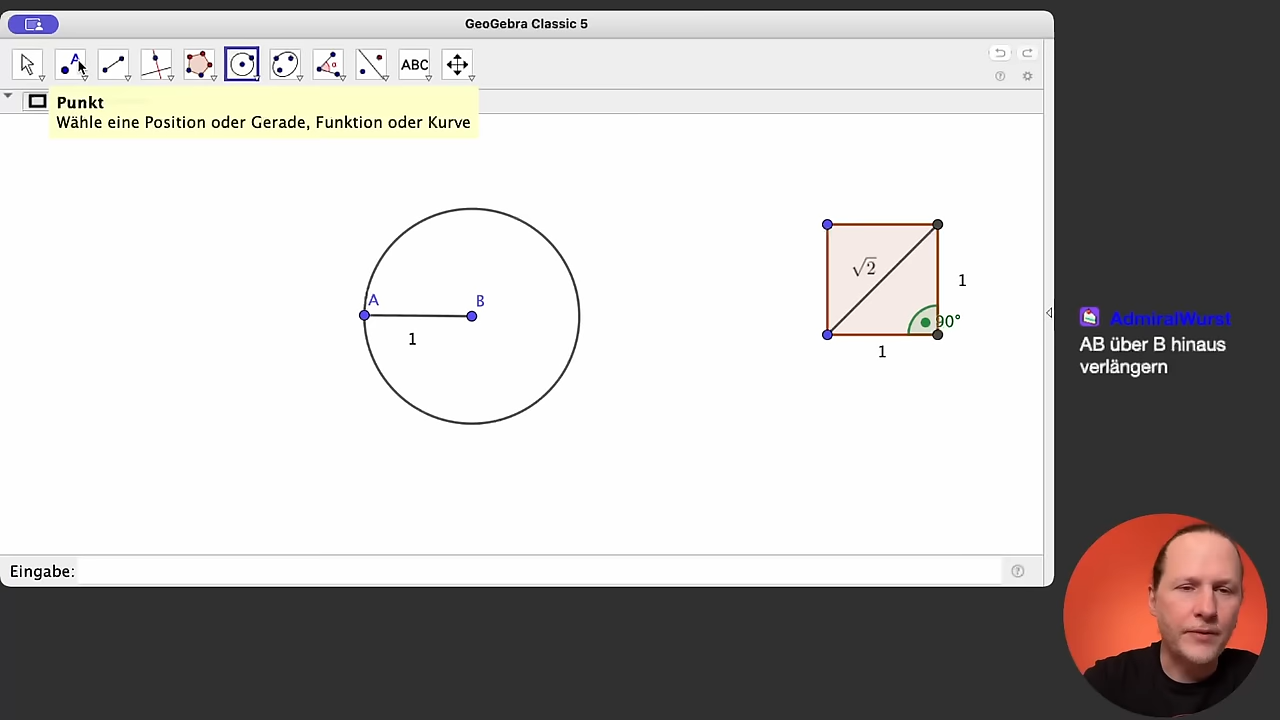 GeoGebra Classic 5
A
ABC
Punkt
Wähle eine Position oder Gerade, Funktion oder Kurve
A
B
1
√2
1
90°
1
AdmiralWurst
AB über B hinaus
verlängern
Eingabe: